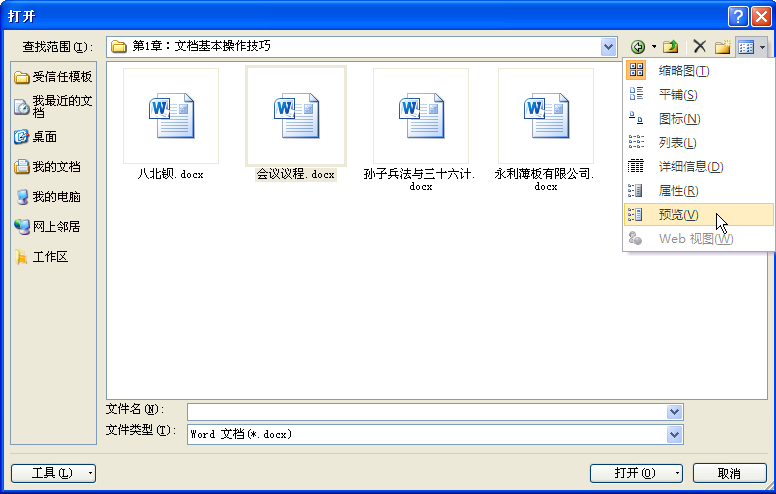 打开
查找范围(I):
第1章：文档基本操作技巧
受信任模板
我最近的文
档
桌面
我的文档
我的电脑
网上邻居
工作区
八北钡.docx
会议议程.docx
孙子兵法与三十六计.
docx
永利薄板有限公司.
docx
缩略图(T)
平铺(S)
图标(N)
列表(L)
详细信息(D)
属性(R)
预览(V)
Web 视图(W)
文件名(N):
文件类型(T):
Word 文档(*.docx)
工具(L)
打开(O)
取消